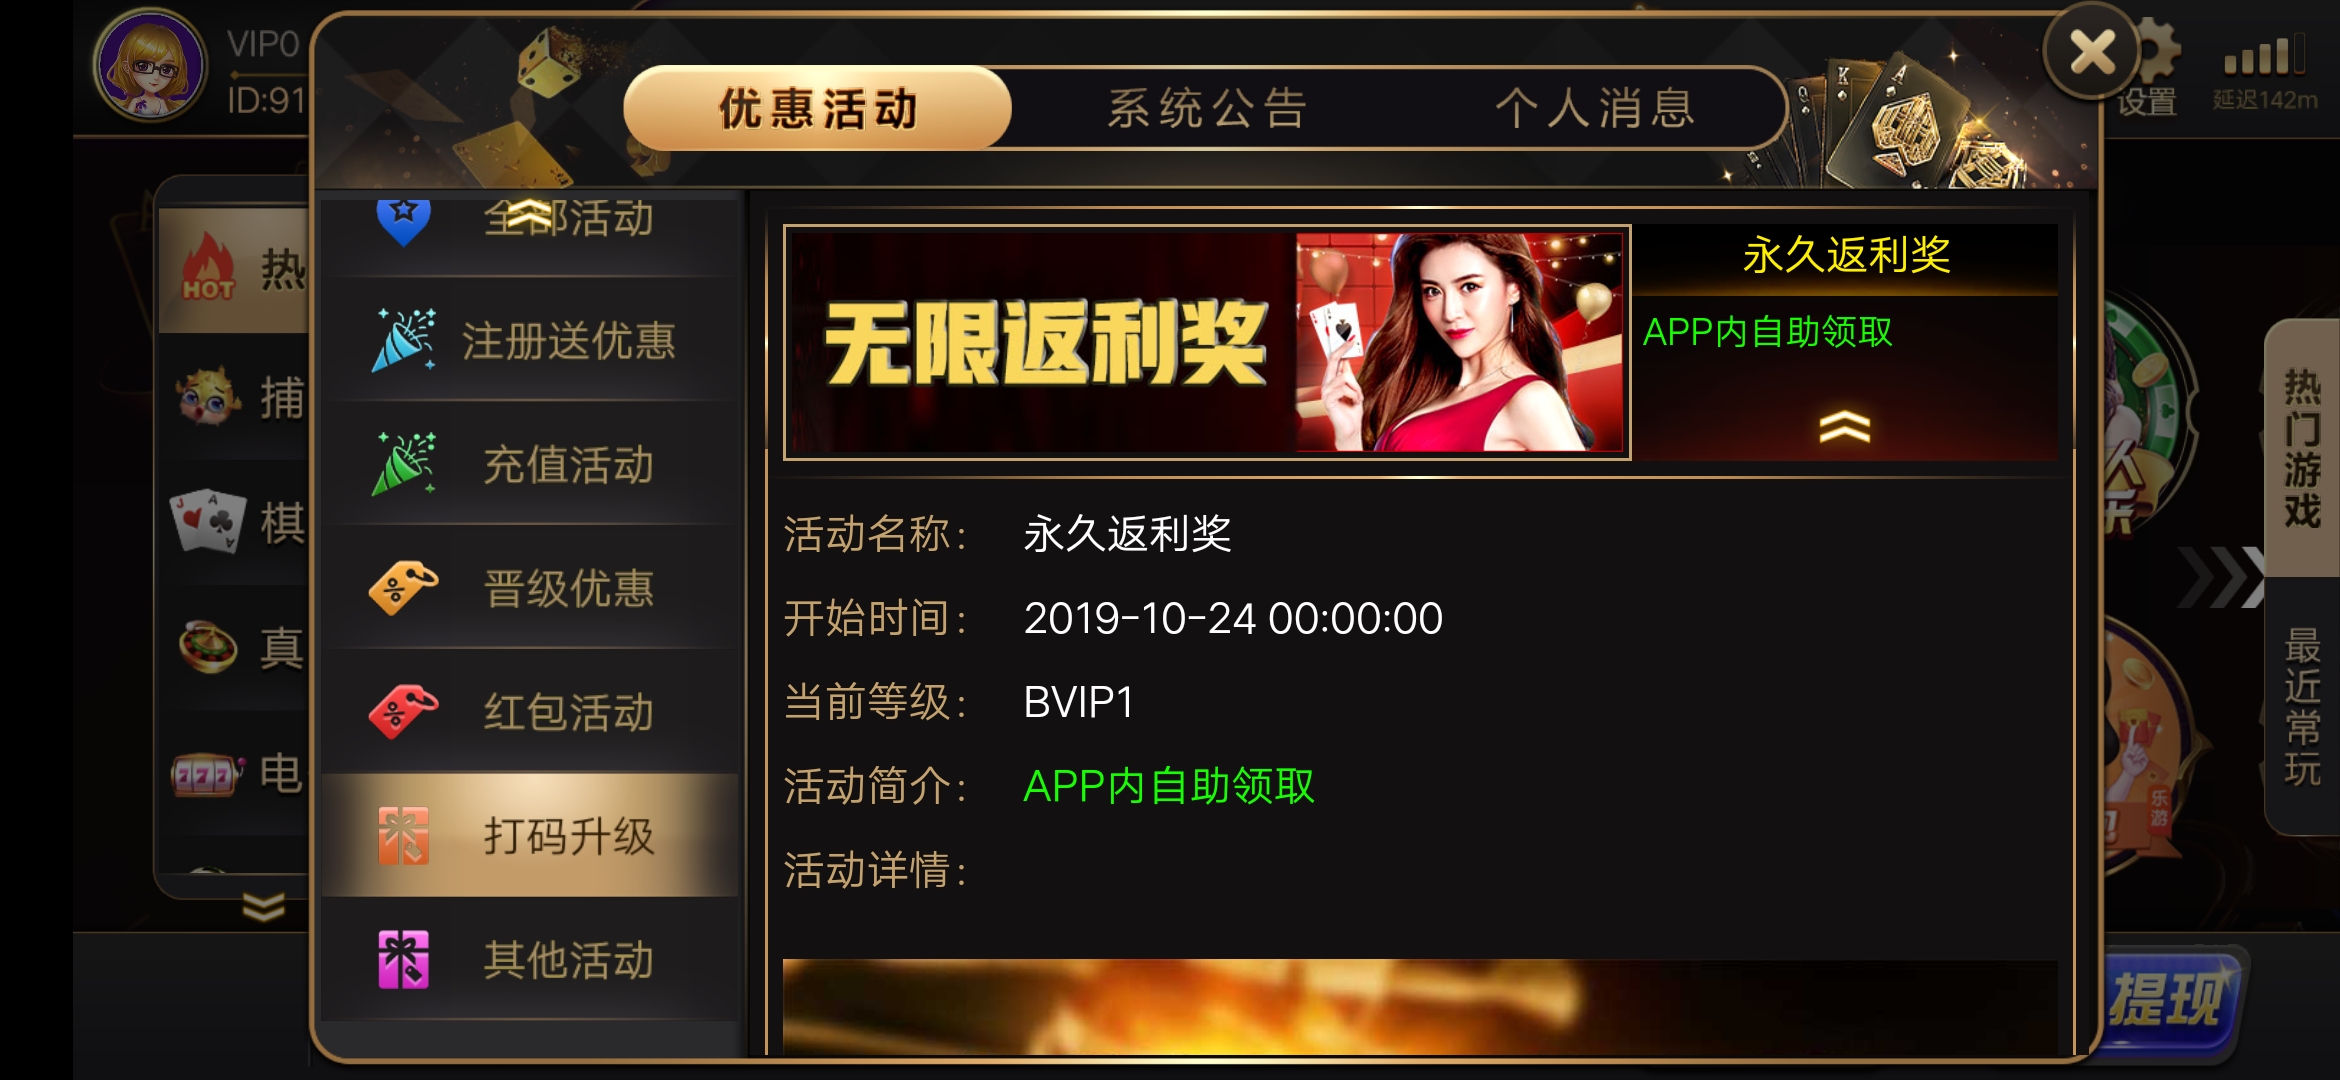 VIP0
ID:91
优惠活动
系统公告
个人消息
设置
延迟142m
HOT
热
捕
棋
真
电
全部活动
注册送优惠
充值活动
晋级优惠
红包活动
打码升级
其他活动
无限返利奖
永久返利奖
APP内自助领取
活动名称： 永久返利奖
开始时间： 2019-10-24 00:00:00
当前等级： BVIP1
活动简介： APP内自助领取
活动详情：
热门游戏
最近常玩
乐游
提现